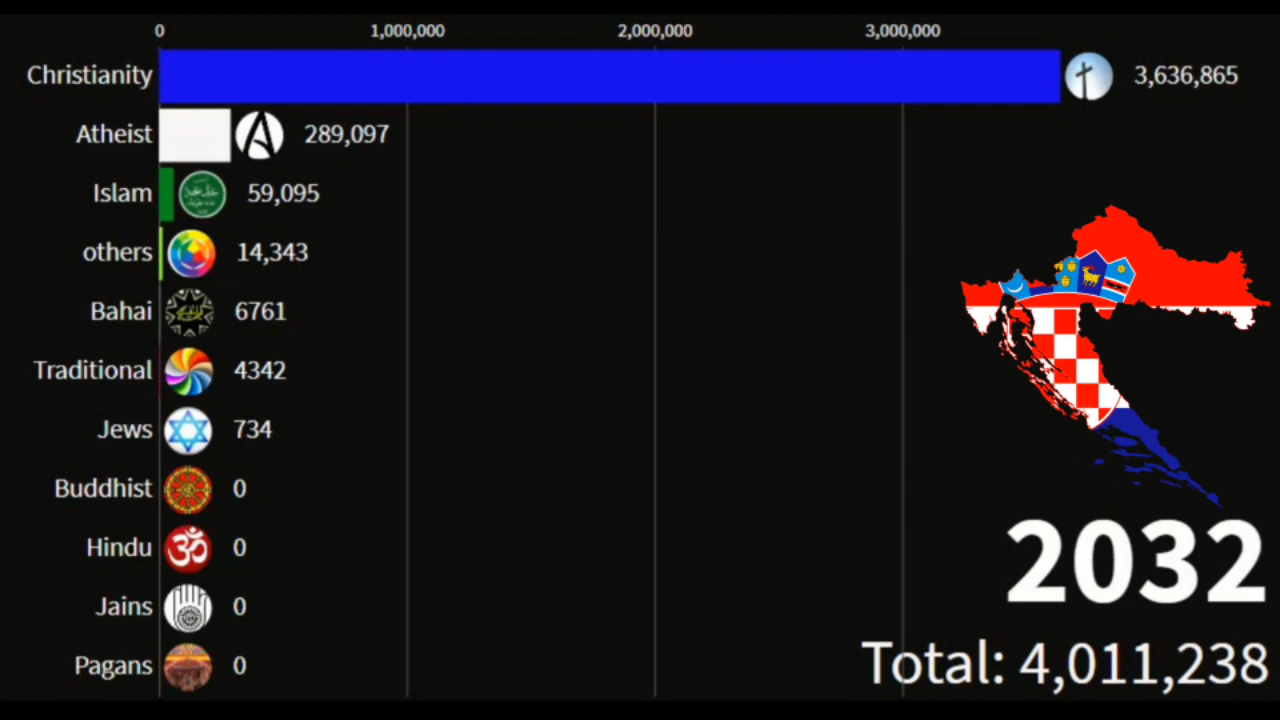 0 1,000,000 2,000,000 3,000,000
Christianity 3,636,865
Atheist 289,097
Islam 59,095
others 14,343
Bahai 6761
Traditional 4342
Jews 734
Buddhist 0
Hindu 0
Jains 0
Pagans 0
2032
Total: 4,011,238